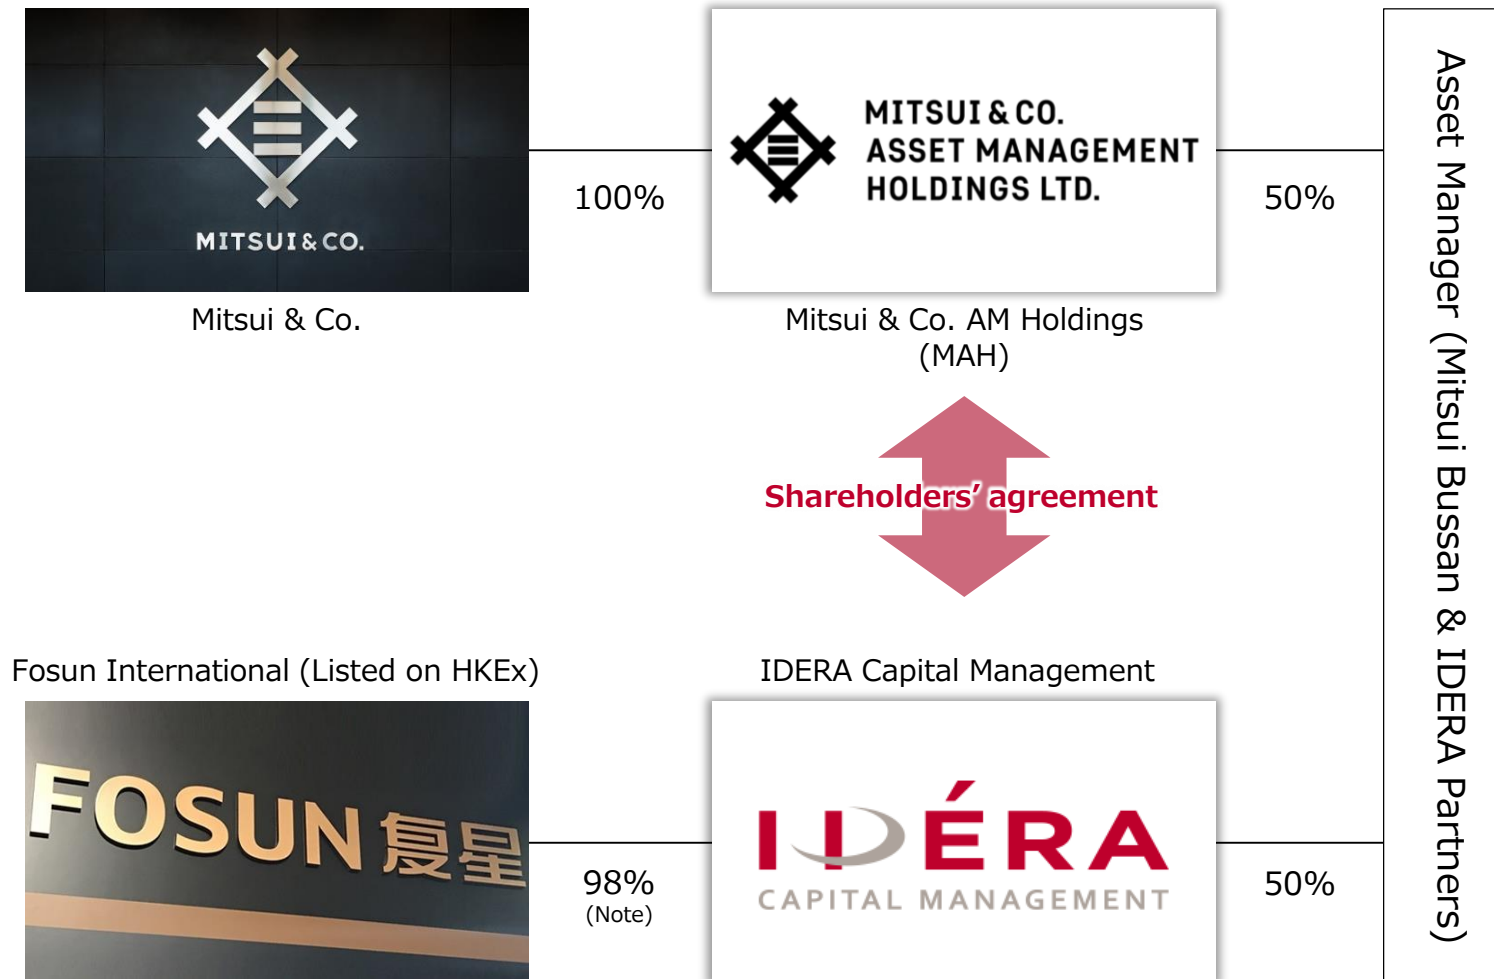 MITSUI & CO.
Mitsui & Co.
100%
MITSUI & CO.
ASSET MANAGEMENT
HOLDINGS LTD.
Mitsui & Co. AM Holdings
(MAH)
50%
Shareholders’ agreement
Fosun International (Listed on HKEx)
FOSUN 复星
98%
(Note)
IDERA Capital Management
IDÉRA
CAPITAL MANAGEMENT
50%
Asset Manager (Mitsui Bussan & IDERA Partners)